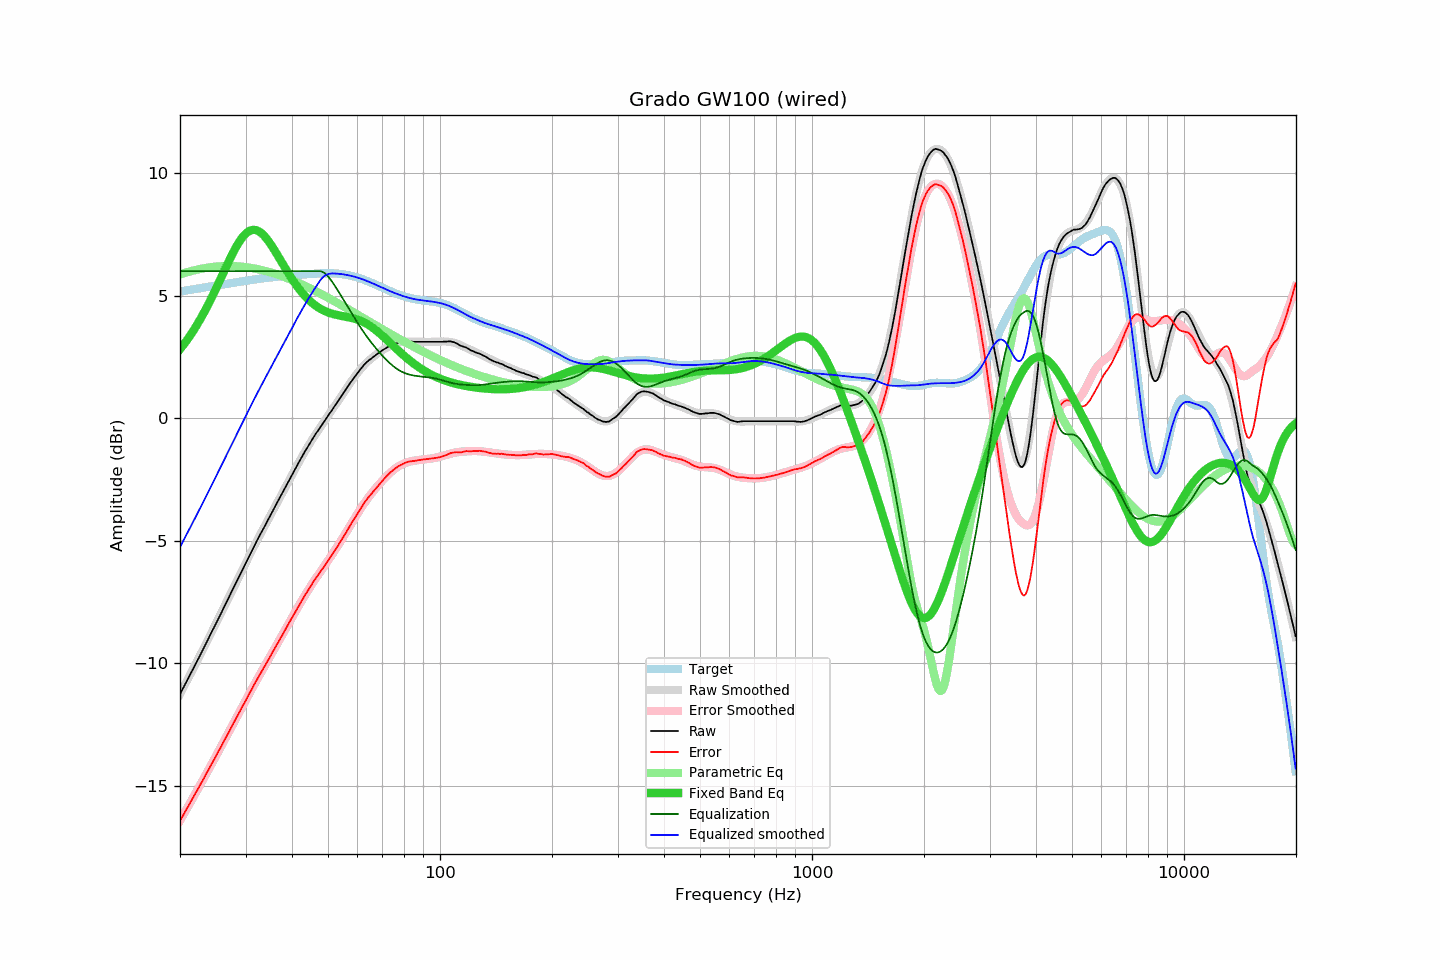 Grado GW100 (wired)
Amplitude (dBr)
10
5
0
−5
−10
−15
Target
Raw Smoothed
Error Smoothed
Raw
Error
Parametric Eq
Fixed Band Eq
Equalization
Equalized smoothed
100
1000
10000
Frequency (Hz)